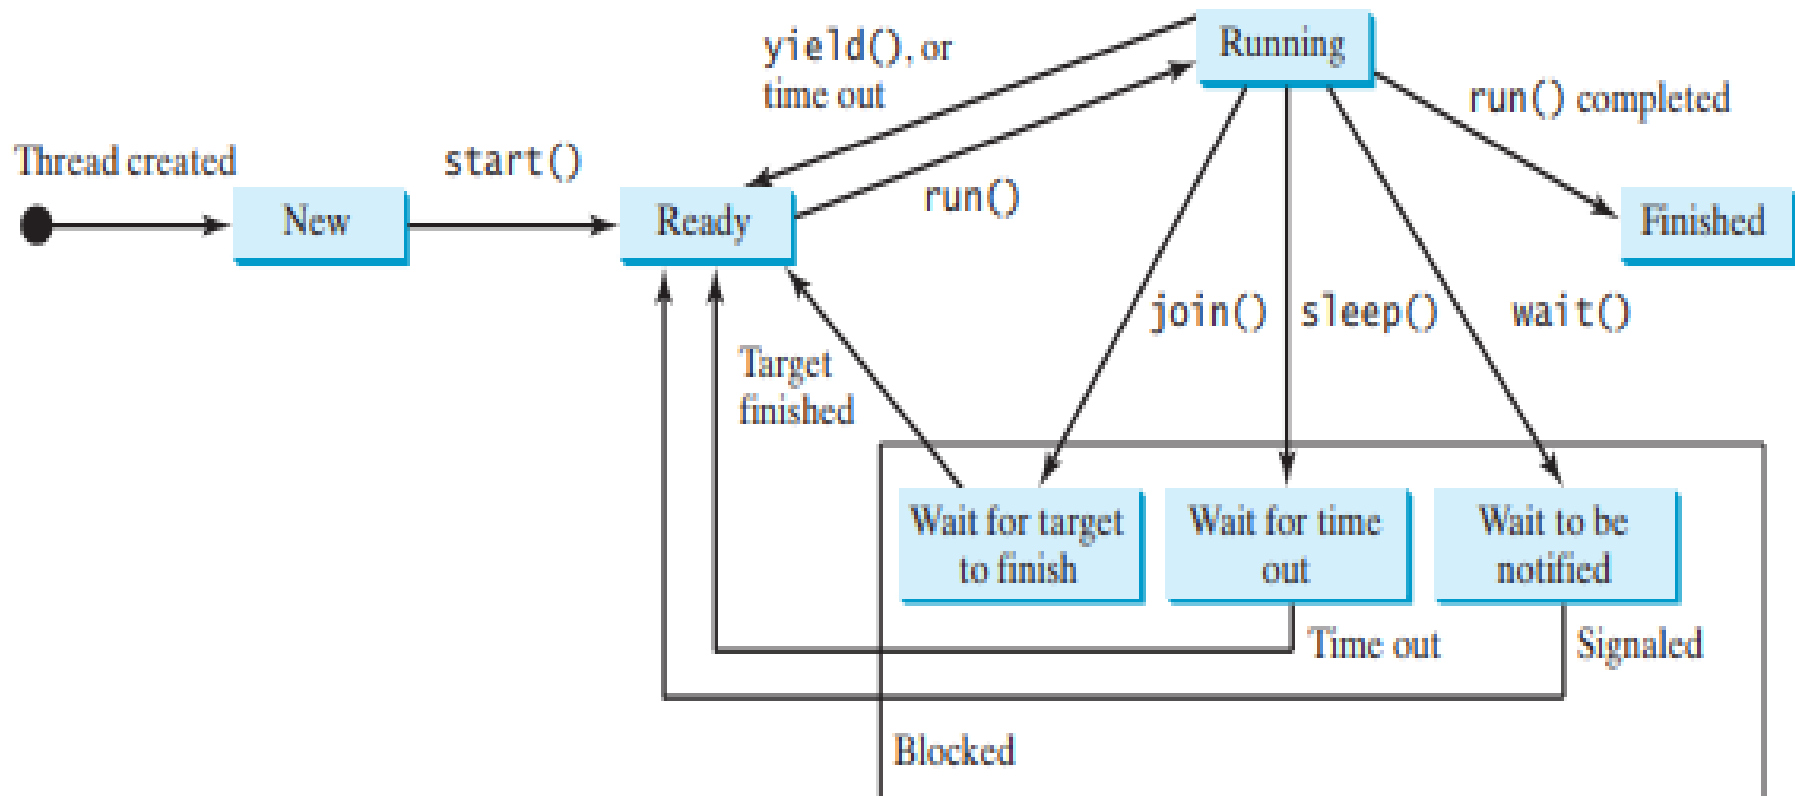 yield(), or
time out
Running
run() completed
Thread created
start()
New
Ready
run()
Finished
join()
sleep()
wait()
Target
finished
Wait for target
to finish
Wait for time
out
Wait to be
notified
Time out
Signaled
Blocked